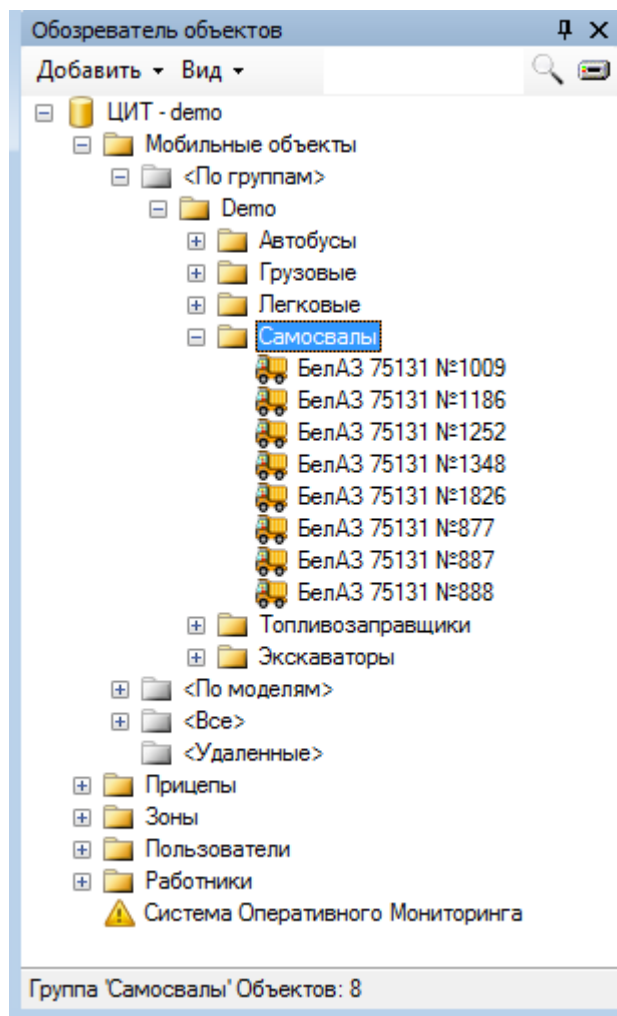 Обозреватель объектов
Добавить Вид
ЦИТ - demo
Мобильные объекты
<По группам>
Demo
Автобусы
Грузовые
Легковые
Самосвалы
БелАЗ 75131 №1009
БелАЗ 75131 №1186
БелАЗ 75131 №1252
БелАЗ 75131 №1348
БелАЗ 75131 №1826
БелАЗ 75131 №877
БелАЗ 75131 №887
БелАЗ 75131 №888
Топливозаправщики
Экскаваторы
<По моделям>
<Все>
<Удаленные>
Прицепы
Зоны
Пользователи
Работники
Система Оперативного Мониторинга
Группа 'Самосвалы' Объектов: 8